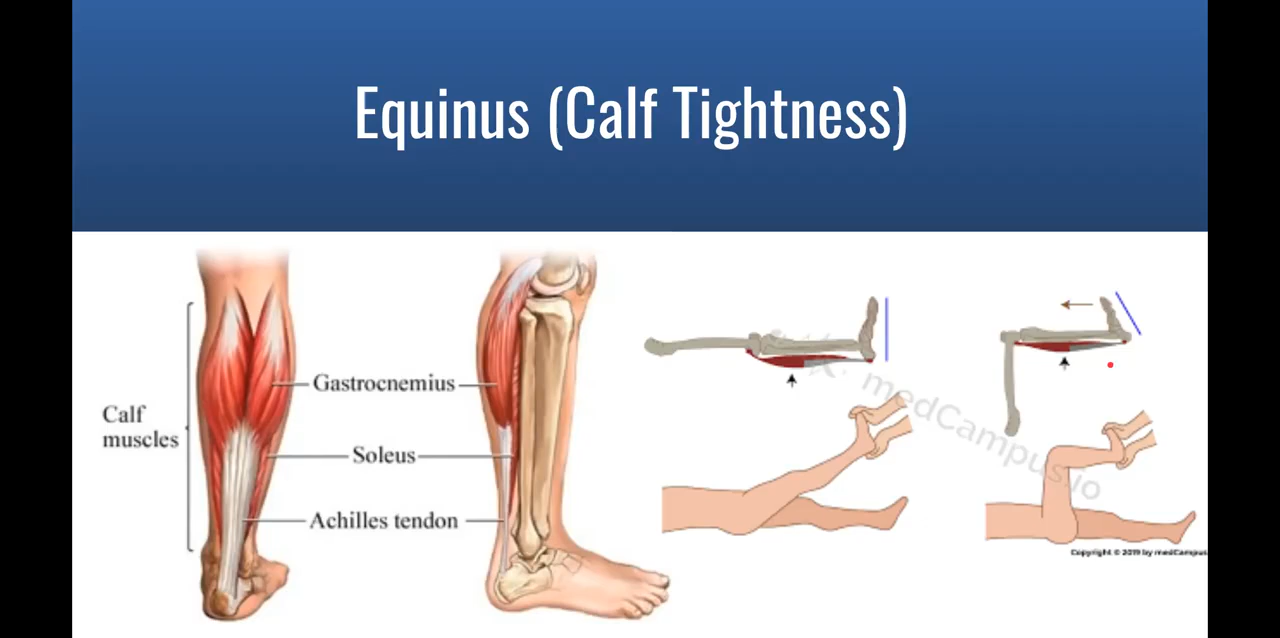 Equinus (Calf Tightness)
Gastrocnemius
Calf
muscles
Soleus
Achilles tendon
medCampus.io
Copyright © 2019 by medCampus